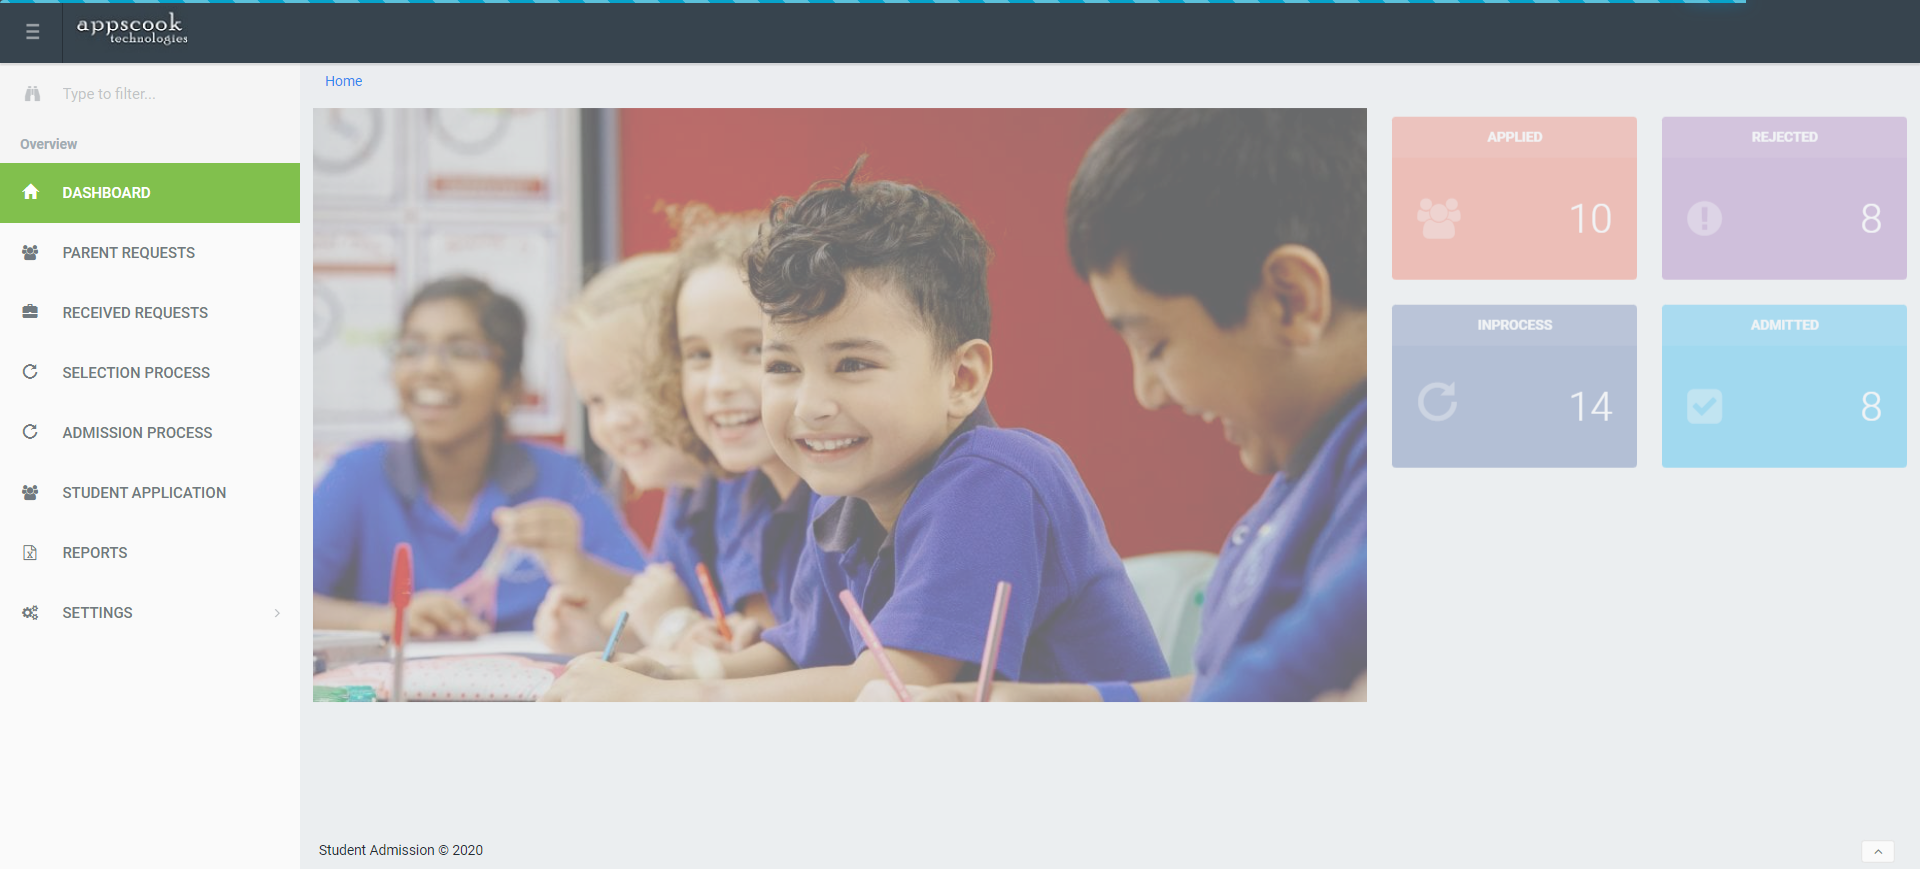 appscook
technologies
Type to filter...
Overview
DASHBOARD
PARENT REQUESTS
RECEIVED REQUESTS
SELECTION PROCESS
ADMISSION PROCESS
STUDENT APPLICATION
REPORTS
SETTINGS
Home
APPLIED
10
REJECTED
8
INPROCESS
14
ADMITTED
8
Student Admission © 2020